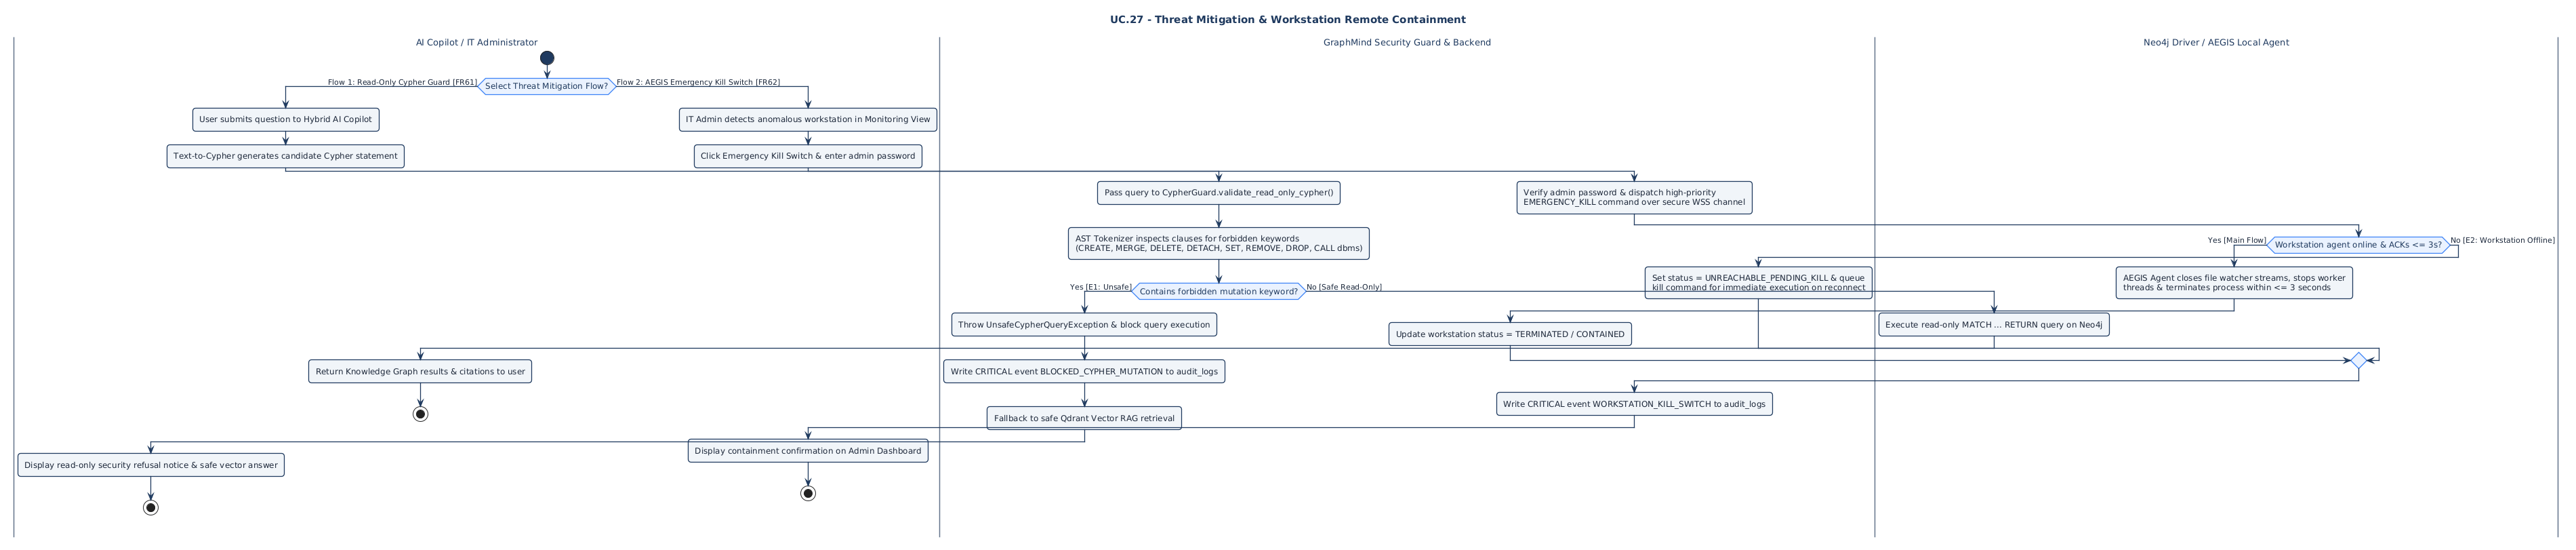 UC.27 - Threat Mitigation & Workstation Remote Containment
AI Copilot / IT Administrator
GraphMind Security Guard & Backend
Neo4j Driver / AEGIS Local Agent
Flow 1: Read-Only Cypher Guard [FR61]
Select Threat Mitigation Flow?
Flow 2: AEGIS Emergency Kill Switch [FR62]
User submits question to Hybrid AI Copilot
IT Admin detects anomalous workstation in Monitoring View
Text-to-Cypher generates candidate Cypher statement
Click Emergency Kill Switch & enter admin password
Pass query to CypherGuard.validate_read_only_cypher()
Verify admin password & dispatch high-priority
EMERGENCY_KILL command over secure WSS channel
AST Tokenizer inspects clauses for forbidden keywords
(CREATE, MERGE, DELETE, DETACH, SET, REMOVE, DROP, CALL dbms)
Yes [Main Flow]
Workstation agent online & ACKs <= 3s?
No [E2: Workstation Offline]
Yes [E1: Unsafe]
Contains forbidden mutation keyword?
No [Safe Read-Only]
Set status = UNREACHABLE_PENDING_KILL & queue
kill command for immediate execution on reconnect
AEGIS Agent closes file watcher streams, stops worker
threads & terminates process within <= 3 seconds
Throw UnsafeCypherQueryException & block query execution
Update workstation status = TERMINATED / CONTAINED
Execute read-only MATCH ... RETURN query on Neo4j
Return Knowledge Graph results & citations to user
Write CRITICAL event BLOCKED_CYPHER_MUTATION to audit_logs
Write CRITICAL event WORKSTATION_KILL_SWITCH to audit_logs
Fallback to safe Qdrant Vector RAG retrieval
Display containment confirmation on Admin Dashboard
Display read-only security refusal notice & safe vector answer